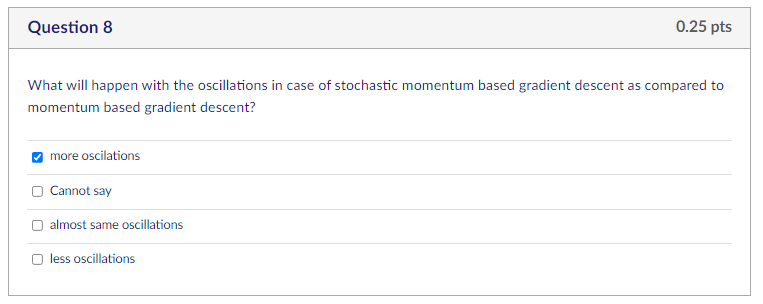 Question 8
0.25 pts
What will happen with the oscillations in case of stochastic momentum based gradient descent as compared to
momentum based gradient descent?
more oscilations
Cannot say
almost same oscillations
less oscillations